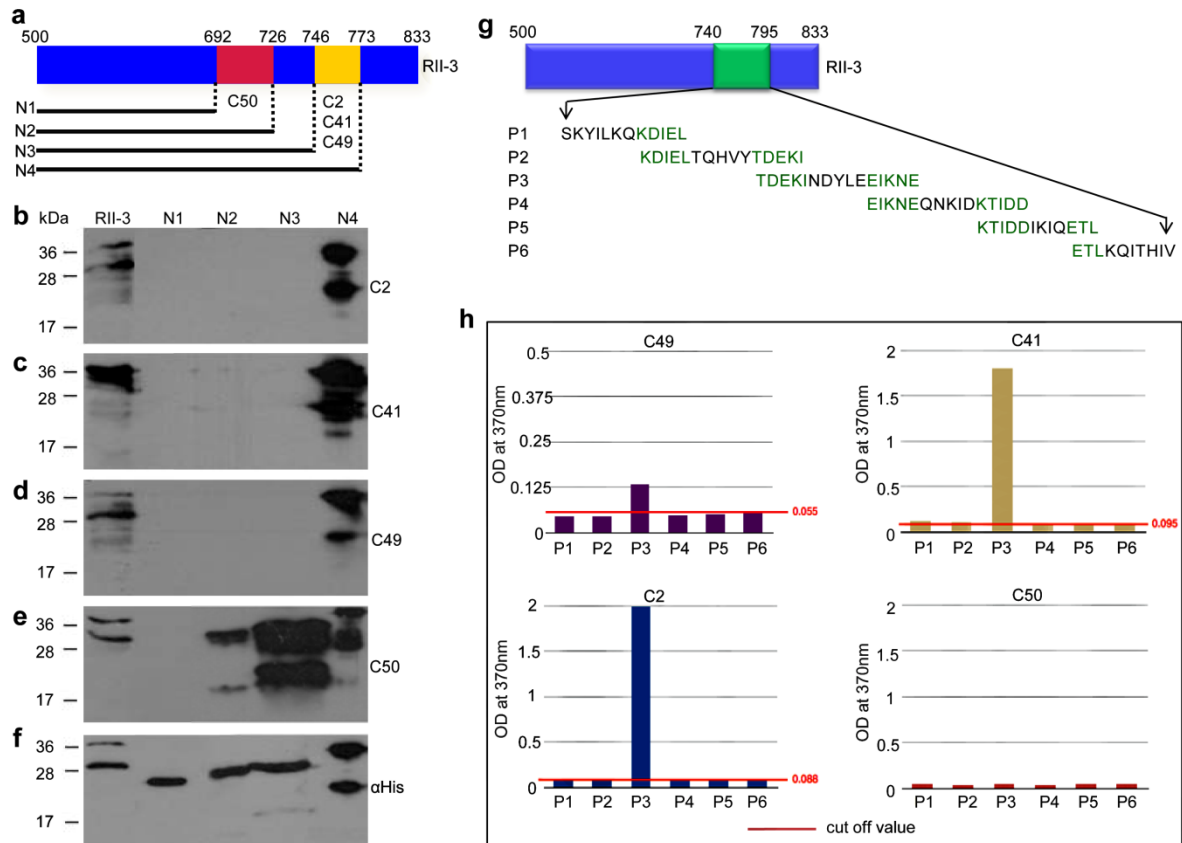 a
500 692 726 746 773 833
RII-3
C50 C2
C41
C49
N1
N2
N3
N4
b kDa RII-3 N1 N2 N3 N4
36
28
17
C2
c
36
28
17
C41
d
36
28
17
C49
e
36
28
17
C50
f
36
28
17
αHis
g
500 740 795 833
RII-3
P1 SKYILKQKDIEL
P2 KDIELTQHVYTDEKI
P3 TDEKINDYLEEIKNE
P4 EIKNEQNKIDKTIDD
P5 KTIDDIKIQETL
P6 ETLKQITHIV
h
C49
OD at 370nm
0.5
0.375
0.25
0.125
0
0.055
P1 P2 P3 P4 P5 P6
C41
OD at 370nm
2
1.5
1
0.5
0
0.095
P1 P2 P3 P4 P5 P6
C2
OD at 370nm
2
1.5
1
0.5
0
0.088
P1 P2 P3 P4 P5 P6
C50
OD at 370nm
2
1.5
1
0.5
0
P1 P2 P3 P4 P5 P6
cut off value